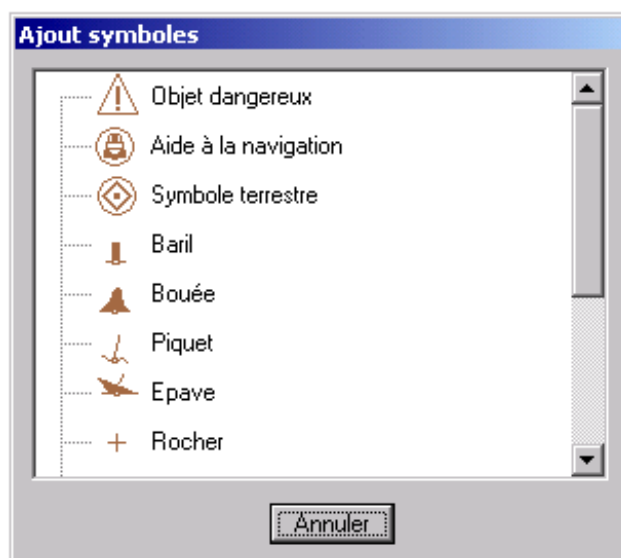 Ajout symboles
Objet dangereux
Aide à la navigation
Symbole terrestre
Baril
Bouée
Piquet
Epave
Rocher
Annuler